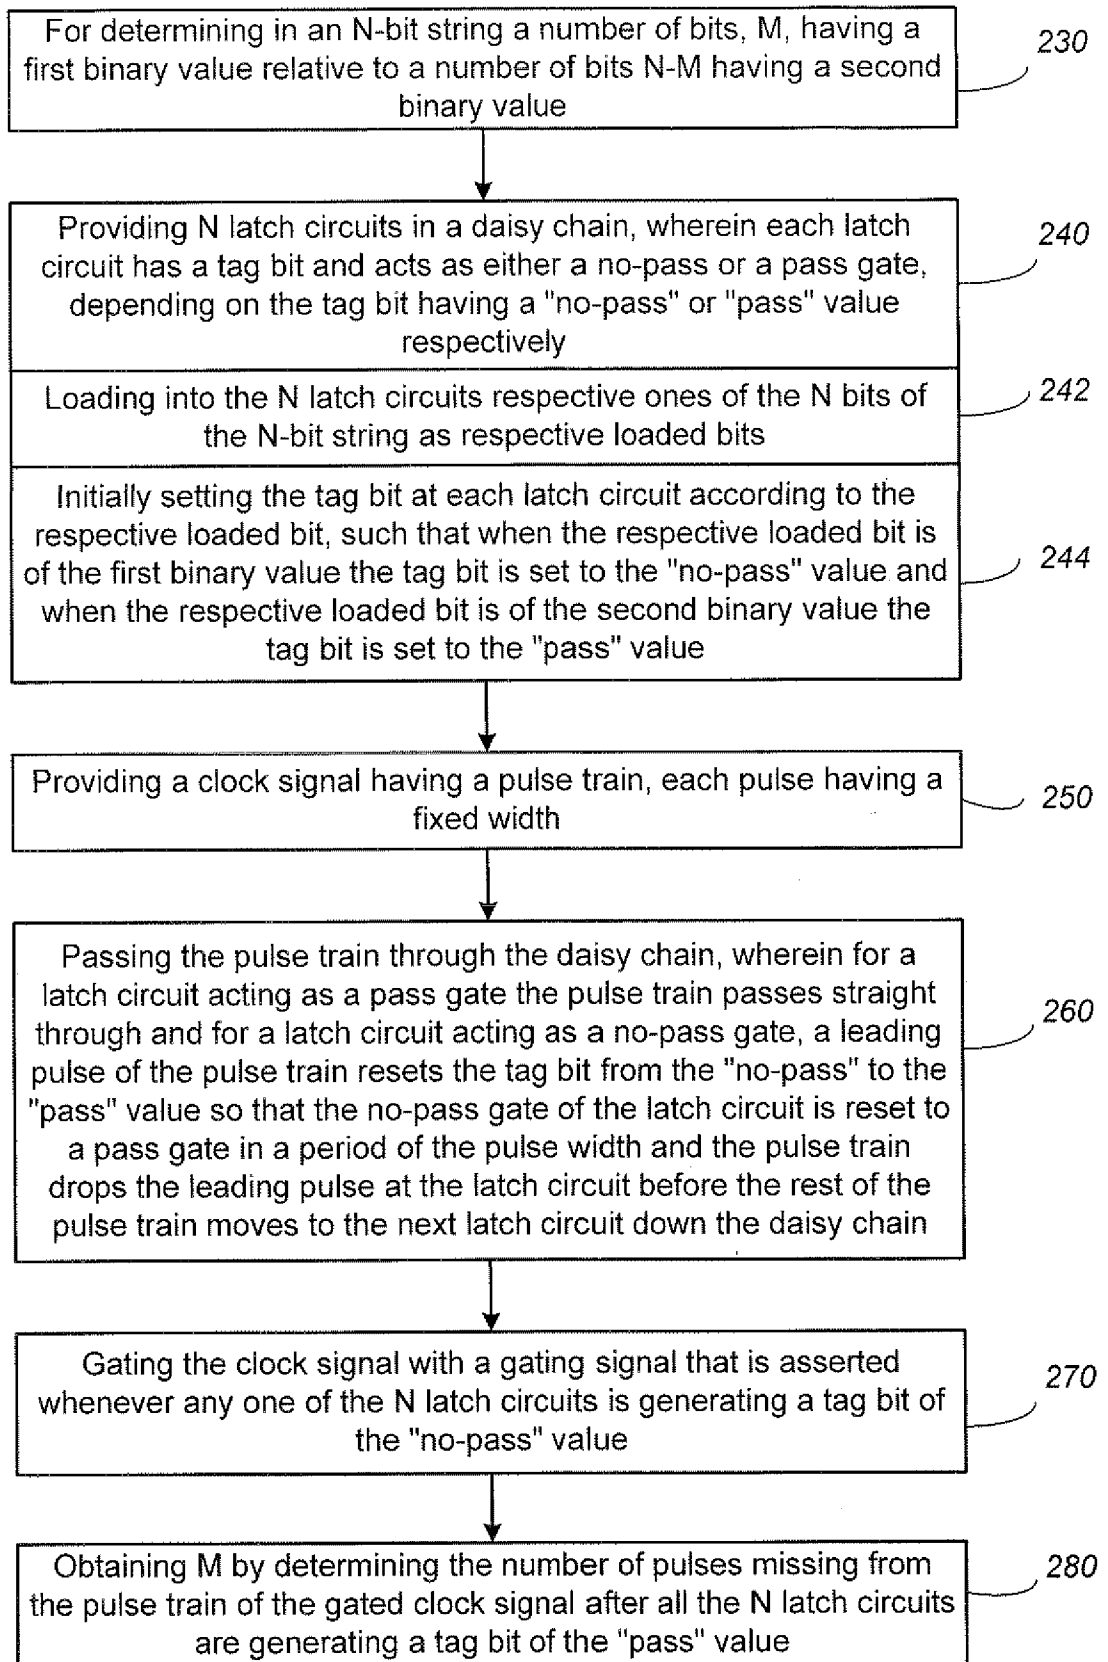 For determining in an N-bit string a number of bits, M, having a
first binary value relative to a number of bits N-M having a second
binary value
230
Providing N latch circuits in a daisy chain, wherein each latch
circuit has a tag bit and acts as either a no-pass or a pass gate,
depending on the tag bit having a "no-pass" or "pass" value
respectively
240
Loading into the N latch circuits respective ones of the N bits of
the N-bit string as respective loaded bits
242
Initially setting the tag bit at each latch circuit according to the
respective loaded bit, such that when the respective loaded bit is
of the first binary value the tag bit is set to the "no-pass" value and
when the respective loaded bit is of the second binary value the
tag bit is set to the "pass" value
244
Providing a clock signal having a pulse train, each pulse having a
fixed width
250
Passing the pulse train through the daisy chain, wherein for a
latch circuit acting as a pass gate the pulse train passes straight
through and for a latch circuit acting as a no-pass gate, a leading
pulse of the pulse train resets the tag bit from the "no-pass" to the
"pass" value so that the no-pass gate of the latch circuit is reset to
a pass gate in a period of the pulse width and the pulse train
drops the leading pulse at the latch circuit before the rest of the
pulse train moves to the next latch circuit down the daisy chain
260
Gating the clock signal with a gating signal that is asserted
whenever any one of the N latch circuits is generating a tag bit of
the "no-pass" value
270
Obtaining M by determining the number of pulses missing from
the pulse train of the gated clock signal after all the N latch circuits
are generating a tag bit of the "pass" value
280